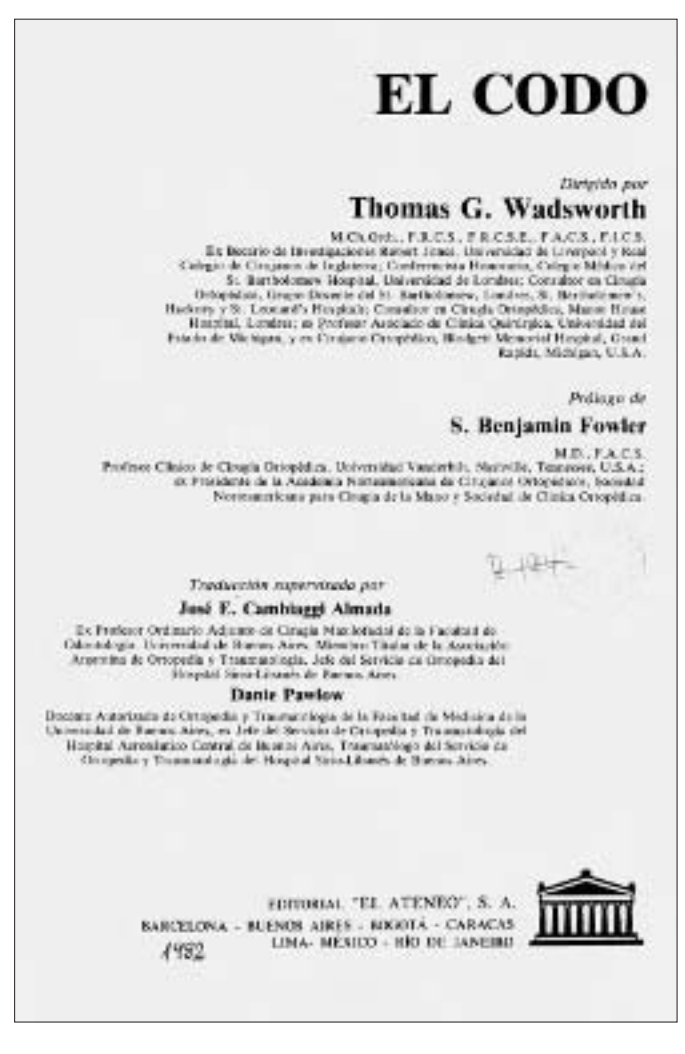 EL CODO
Dirigido por
Thomas G. Wadsworth
M.Ch.Orth., F.R.C.S., F.R.C.S.E., F.A.C.S., F.I.C.S.
Ex Becario de Investigaciones Robert Jones, Universidad de Liverpool y Real
Colegio de Cirujanos de Inglaterra; Conferencista Honorario, Colegio Médico del
St. Bartholomew Hospital, Universidad de Londres; Consultor en Cirugía
Ortopédica, Grupo Docente del St. Bartholomew, Londres, St. Bartholomew's,
Hackney y St. Leonard's Hospitals; Consultor en Cirugía Ortopédica, Manor House
Hospital, Londres; ex Profesor Asociado de Clínica Quirúrgica, Universidad del
Estado de Michigan, y ex Cirujano Ortopédico, Blodgett Memorial Hospital, Grand
Rapids, Michigan, U.S.A.
Prólogo de
S. Benjamin Fowler
M.D., F.A.C.S.
Profesor Clínico de Cirugía Ortopédica, Universidad Vanderbilt, Nashville, Tennessee, U.S.A.;
ex Presidente de la Academia Norteamericana de Cirujanos Ortopédicos, Sociedad
Norteamericana para Cirugía de la Mano y Sociedad de Clínica Ortopédica.
Traducción supervisada por
José E. Cambiaggi Almada
Ex Profesor Ordinario Adjunto de Cirugía Maxilofacial de la Facultad de
Odontología. Universidad de Buenos Aires. Miembro Titular de la Asociación
Argentina de Ortopedia y Traumatología. Jefe del Servicio de Ortopedia del
Hospital Sirio-Libanés de Buenos Aires.
Dante Pawlow
Docente Autorizado de Ortopedia y Traumatología de la Facultad de Medicina de la
Universidad de Buenos Aires, ex Jefe del Servicio de Ortopedia y Traumatología del
Hospital Aeronáutico Central de Buenos Aires, Traumatólogo del Servicio de
Ortopedia y Traumatología del Hospital Sirio-Libanés de Buenos Aires.
EDITORIAL "EL ATENEO", S. A.
BARCELONA - BUENOS AIRES - BOGOTÁ - CARACAS
LIMA- MÉXICO - RÍO DE JANEIRO
1982